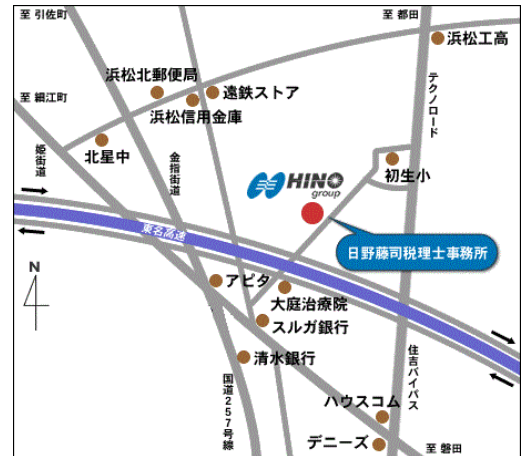 至 引佐町
至 都田
浜松工高
浜松北郵便局
遠鉄ストア
至 細江町
浜松信用金庫
テクノロード
北星中
姫街道
金指街道
初生小
HINO
group
東名高速
日野藤司税理士事務所
N
アピタ
大庭治療院
スルガ銀行
清水銀行
住吉バイパス
国道257号線
ハウスコム
デニーズ
至 磐田